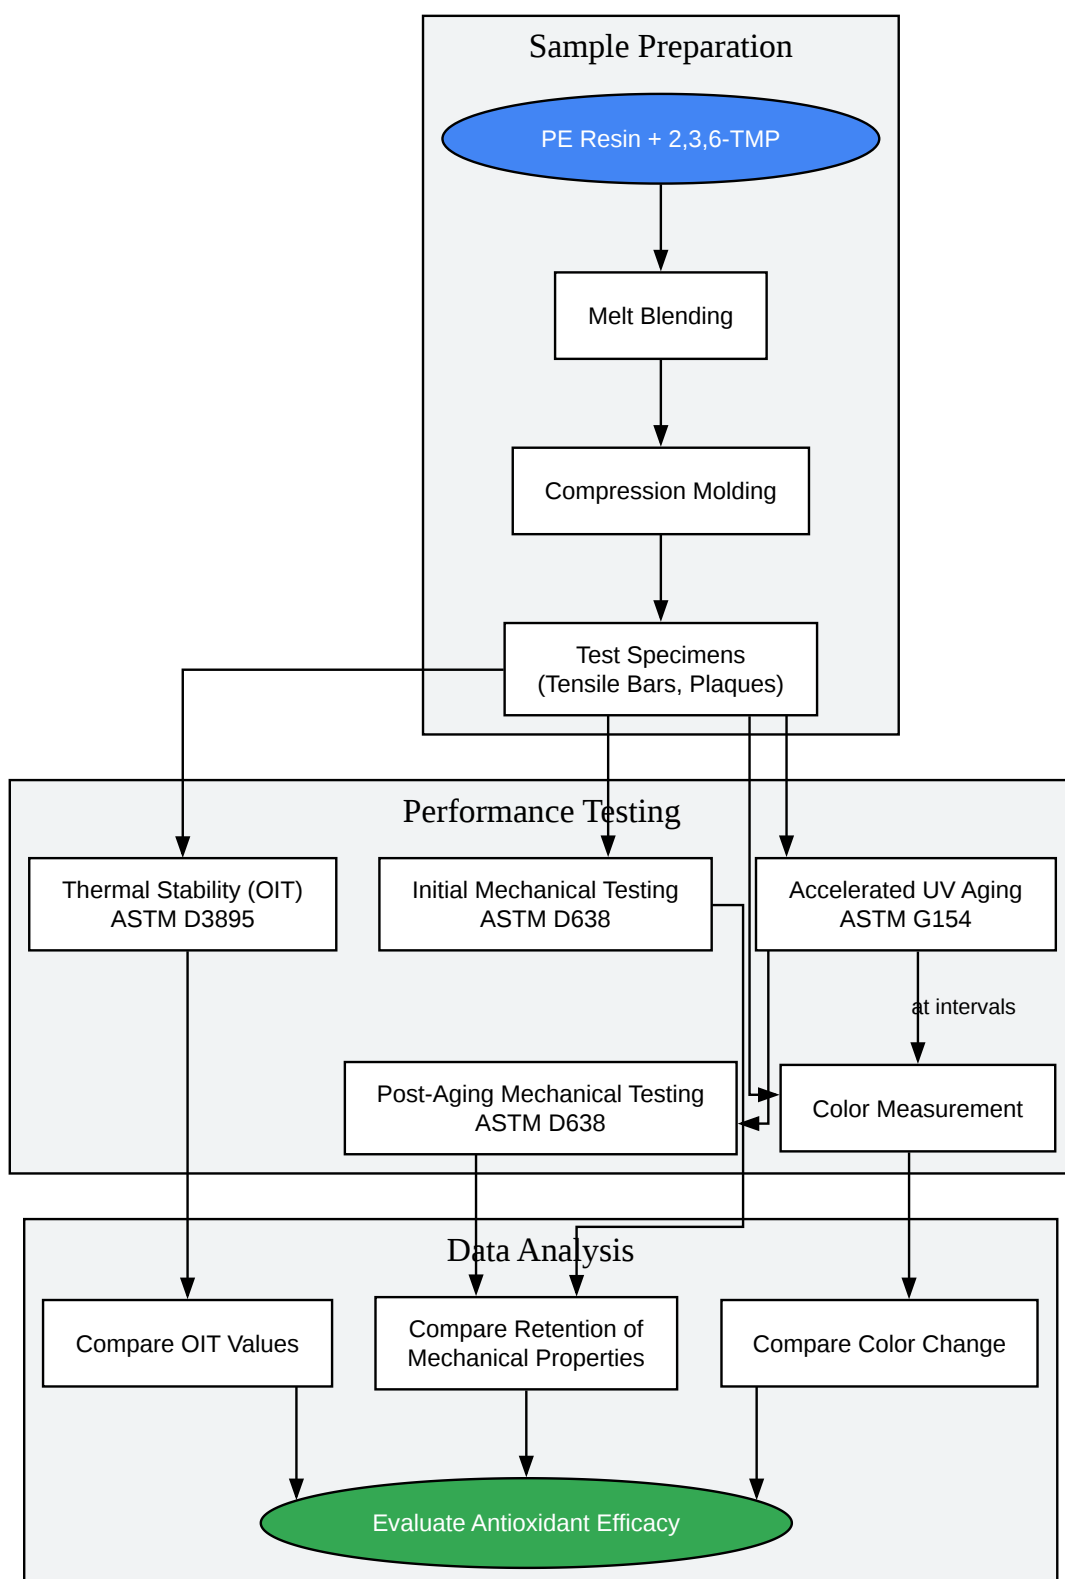 Sample Preparation
PE Resin + 2,3,6-TMP
Melt Blending
Compression Molding
Test Specimens
(Tensile Bars, Plaques)
Performance Testing
Thermal Stability (OIT)
ASTM D3895
Initial Mechanical Testing
ASTM D638
Accelerated UV Aging
ASTM G154
at intervals
Post-Aging Mechanical Testing
ASTM D638
Color Measurement
Data Analysis
Compare OIT Values
Compare Retention of
Mechanical Properties
Compare Color Change
Evaluate Antioxidant Efficacy